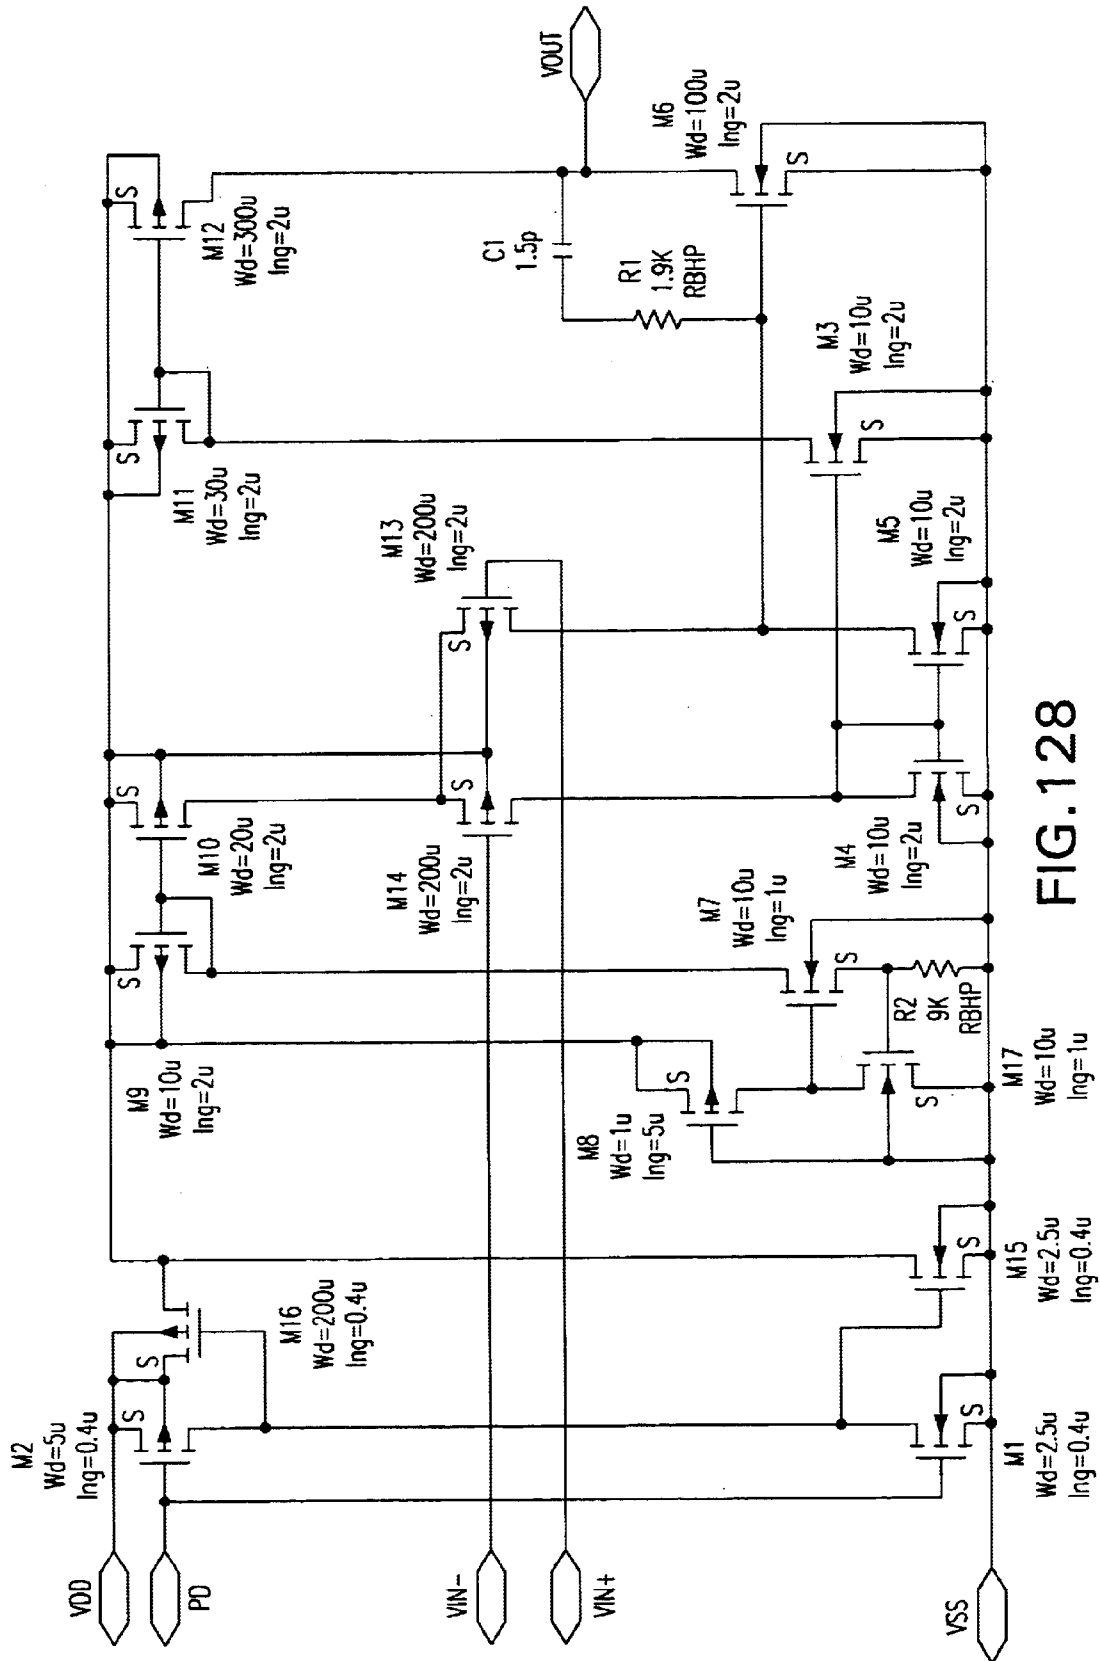 VDD
PD
VIN-
VIN+
VSS
M2
Wd=5u
lng=0.4u
S
S
M16
Wd=200u
lng=0.4u
M1
Wd=2.5u
lng=0.4u
S
M15
Wd=2.5u
lng=0.4u
S
M9
Wd=10u
lng=2u
S
M10
Wd=20u
lng=2u
S
M8
Wd=1u
lng=5u
S
M17
Wd=10u
lng=1u
S
M7
Wd=10u
lng=1u
S
R2
9K
RBHP
M14
Wd=200u
lng=2u
S
M13
Wd=200u
lng=2u
S
M4
Wd=10u
lng=2u
S
M5
Wd=10u
lng=2u
S
M11
Wd=30u
lng=2u
S
M12
Wd=300u
lng=2u
S
M3
Wd=10u
lng=2u
S
C1
1.5p
R1
1.9K
RBHP
M6
Wd=100u
lng=2u
S
VOUT
FIG.128